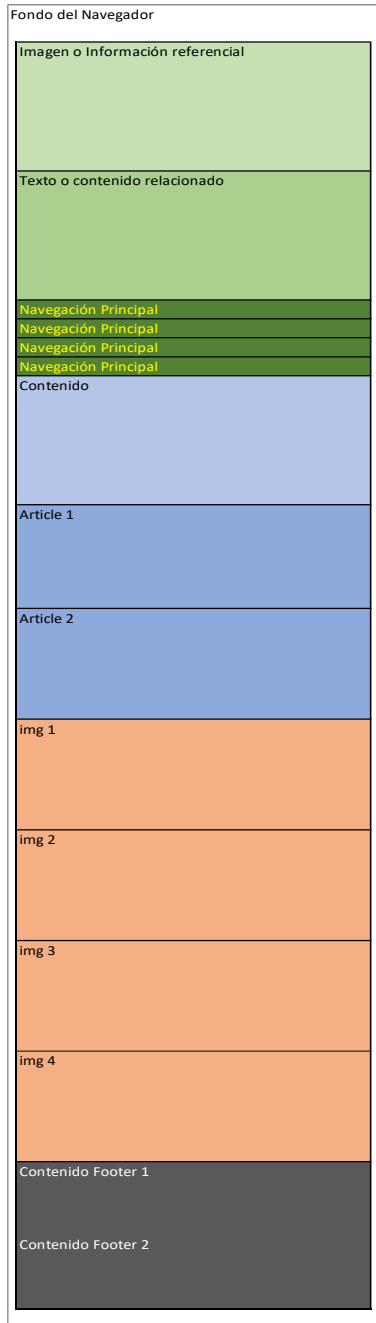 Fondo del Navegador
Imagen o Información referencial
Texto o contenido relacionado
Navegación Principal
Navegación Principal
Navegación Principal
Navegación Principal
Contenido
Article 1
Article 2
img 1
img 2
img 3
img 4
Contenido Footer 1
Contenido Footer 2